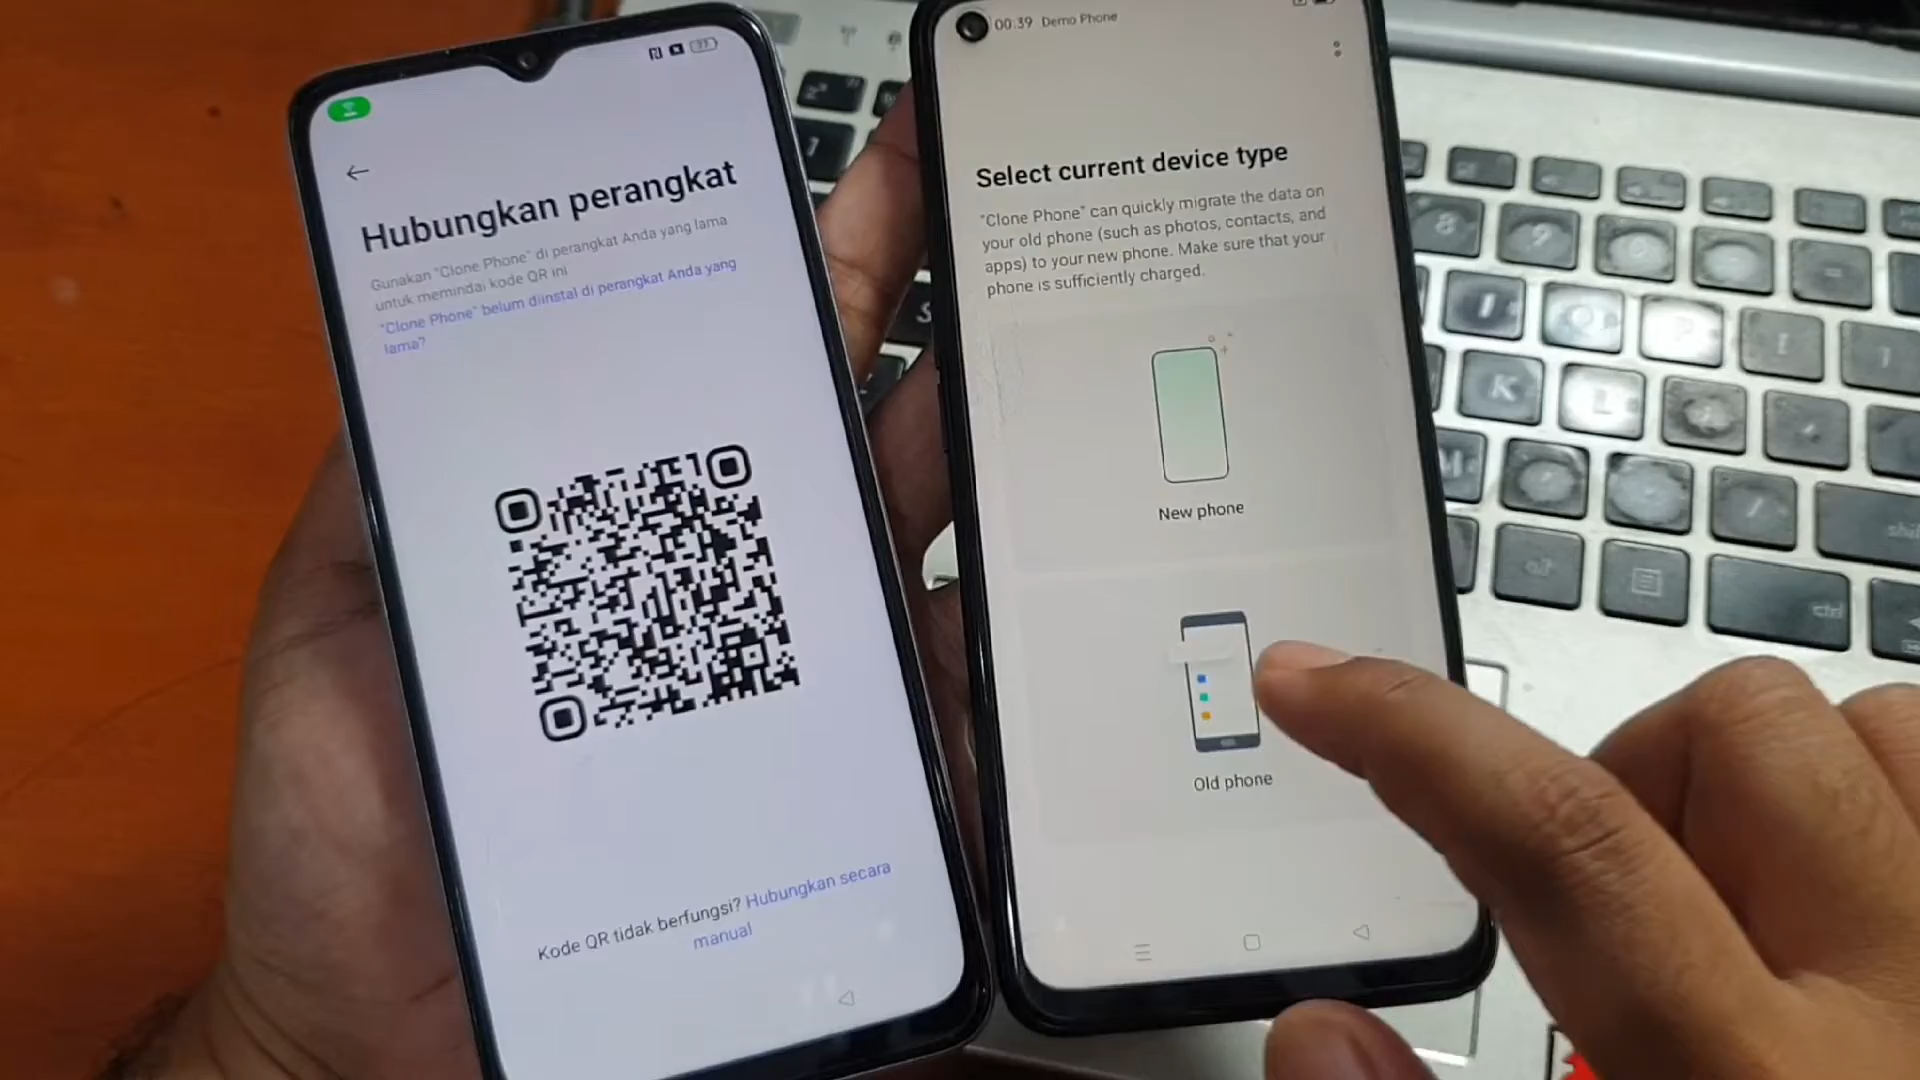 Hubungkan perangkat
Gunakan "Clone Phone" di perangkat Anda yang lama
untuk memindai kode QR ini
"Clone Phone" belum diinstal di perangkat Anda yang
lama?
Kode QR tidak berfungsi? Hubungkan secara
manual
00.39 Demo Phone
Select current device type
"Clone Phone" can quickly migrate the data on
your old phone (such as photos, contacts, and
apps) to your new phone. Make sure that your
phone is sufficiently charged.
New phone
Old phone
K
L
M
alt
ctrl